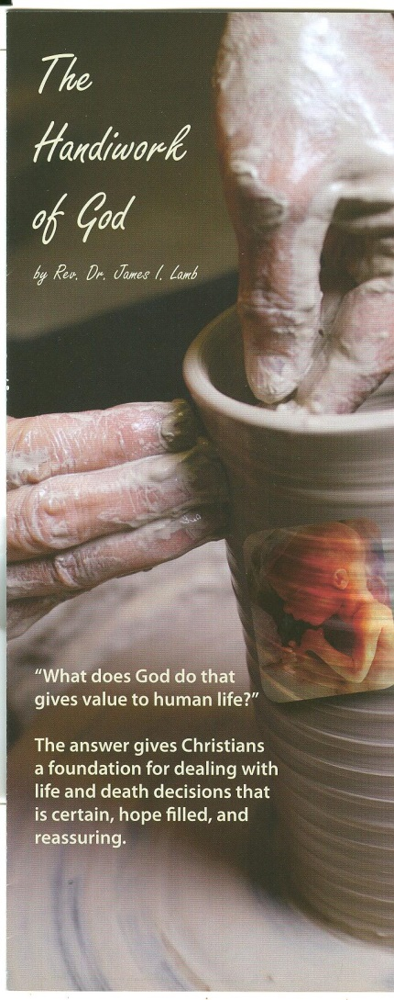 The
Handiwork
of God
by Rev. Dr. James I. Lamb
“What does God do that
gives value to human life?”
The answer gives Christians
a foundation for dealing with
life and death decisions that
is certain, hope filled, and
reassuring.